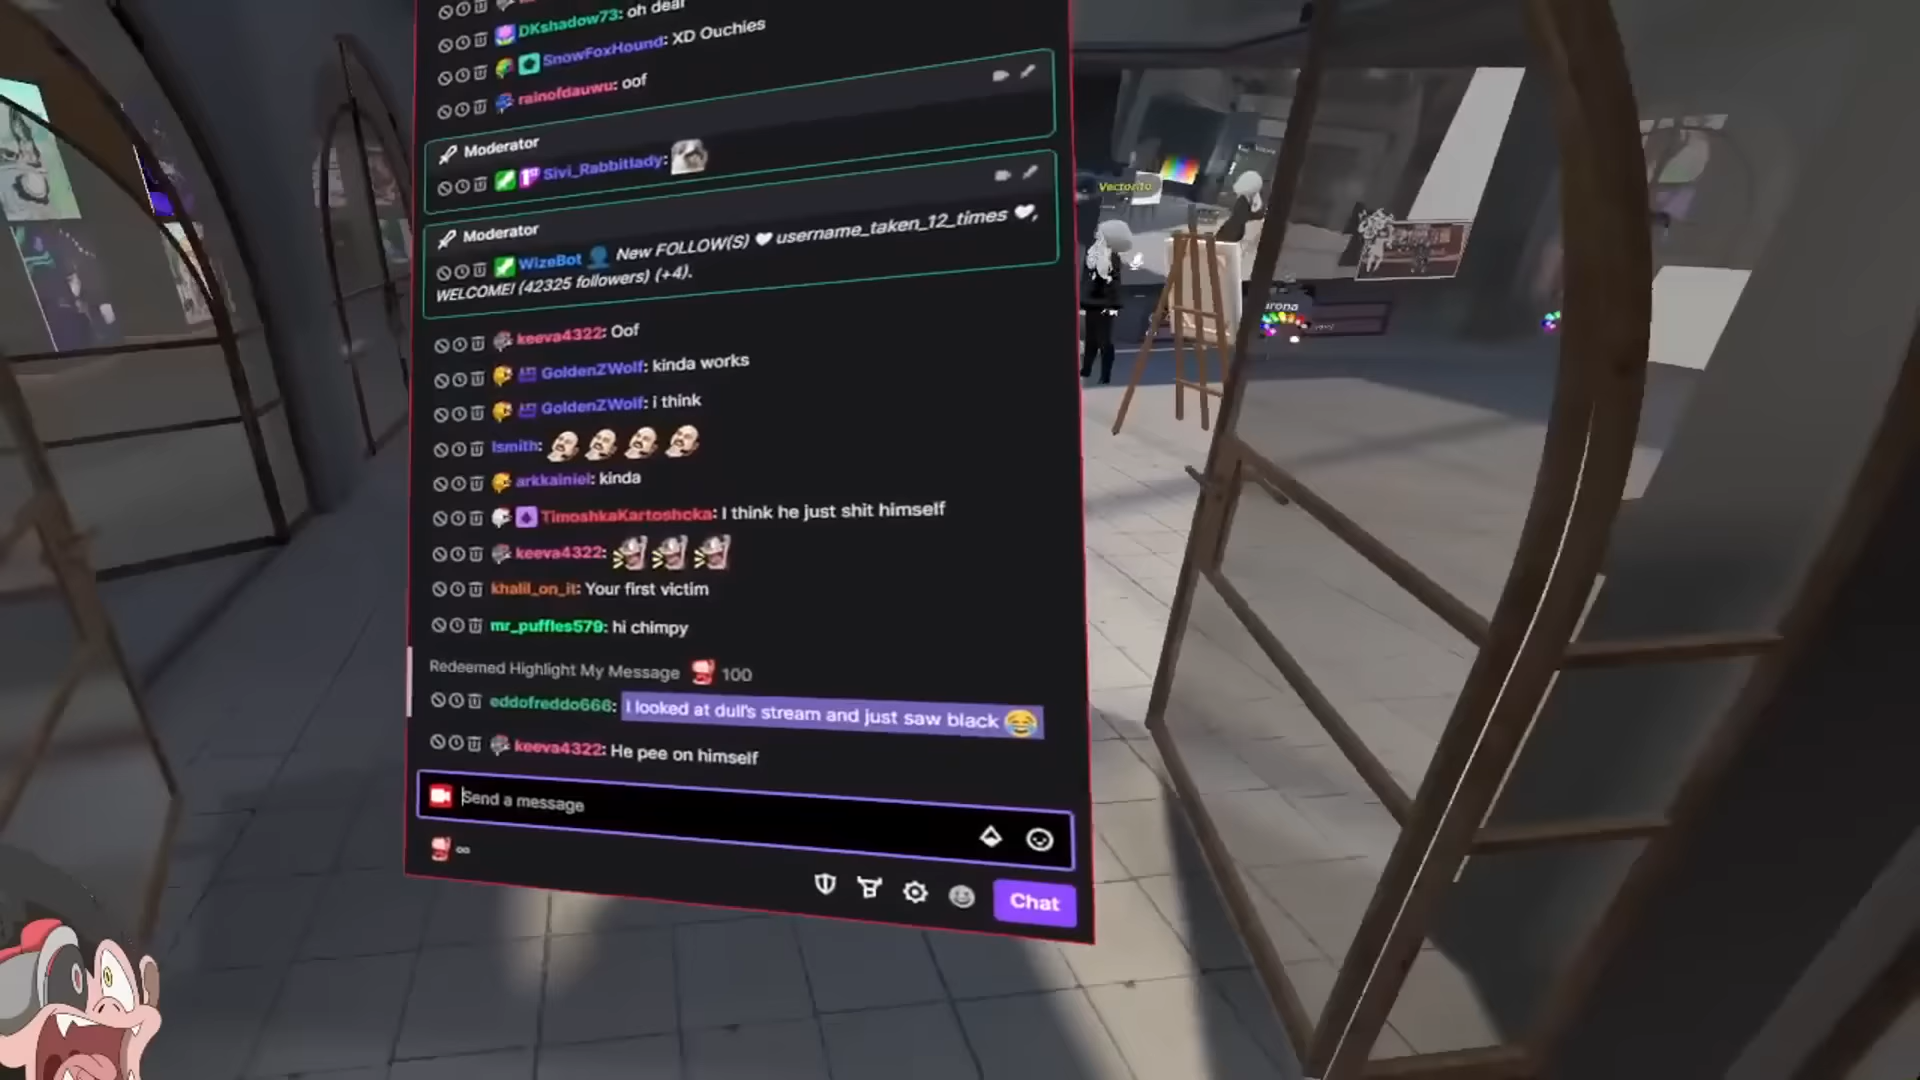 DKshadow73: oh dear
SnowFoxHound: XD Ouchies
rainofdauwu: oof
Moderator
Sivi_Rabbitlady:
Moderator
WizeBot New FOLLOW(S) username_taken_12_times ,
WELCOME! (42325 followers) (+4).
keeva4322: Oof
GoldenZWolf: kinda works
GoldenZWolf: i think
lsmith:
arkkainiel: kinda
TimoshkaKartoshcka: I think he just shit himself
keeva4322:
khalil_on_it: Your first victim
mr_puffles579: hi chimpy
Redeemed Highlight My Message 100
eddofreddo666: I looked at dull's stream and just saw black
keeva4322: He pee on himself
Send a message
∞
Chat
Vectorito